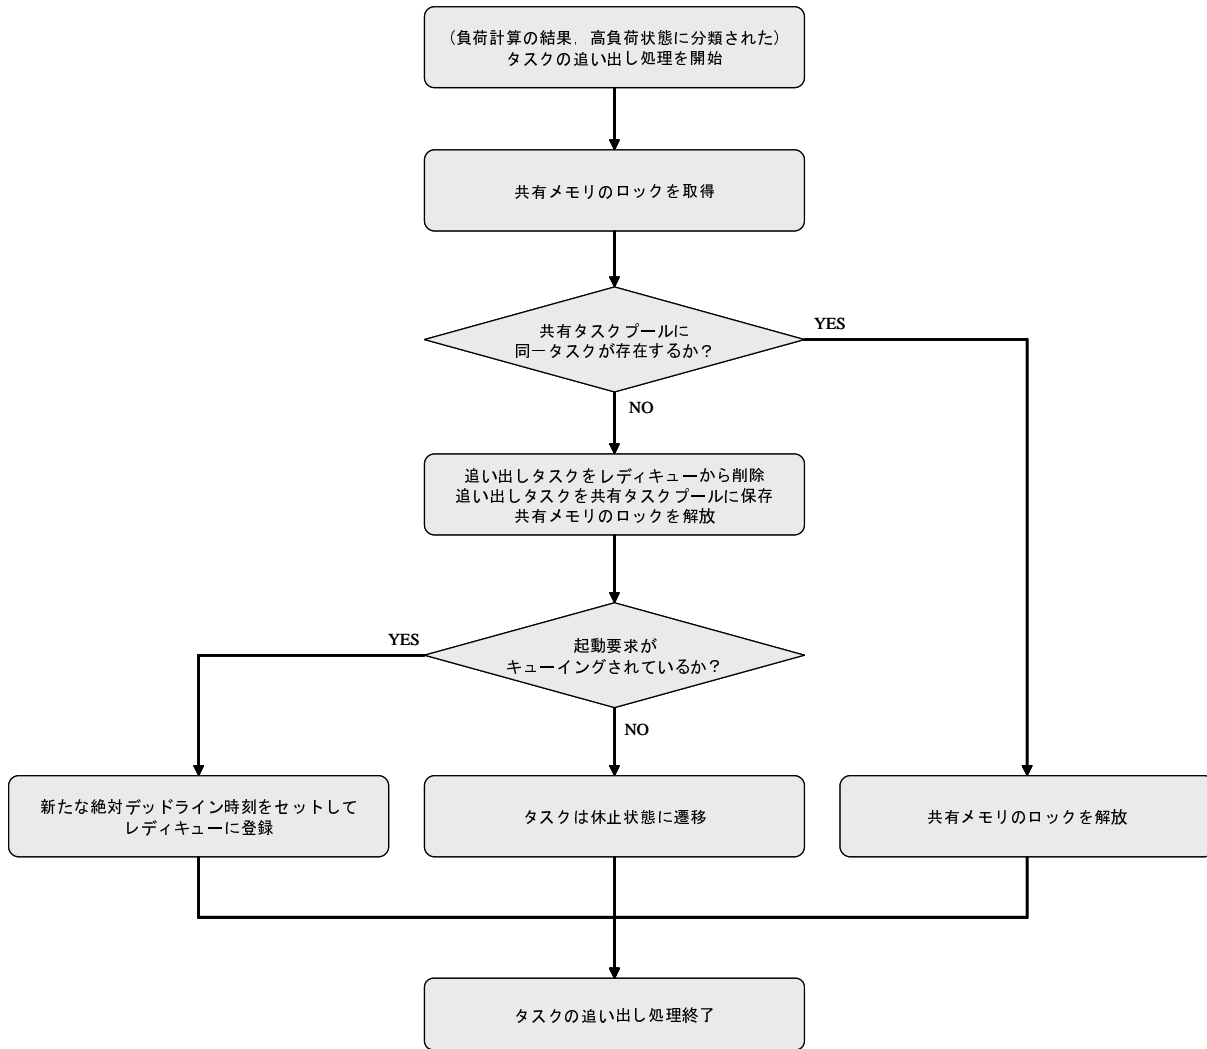 （負荷計算の結果，高負荷状態に分類された）
タスクの追い出し処理を開始
共有メモリのロックを取得
共有タスクプールに
同一タスクが存在するか？
YES
NO
追い出しタスクをレディキューから削除
追い出しタスクを共有タスクプールに保存
共有メモリのロックを解放
起動要求が
キューイングされているか？
YES
NO
新たな絶対デッドライン時刻をセットして
レディキューに登録
タスクは休止状態に遷移
共有メモリのロックを解放
タスクの追い出し処理終了